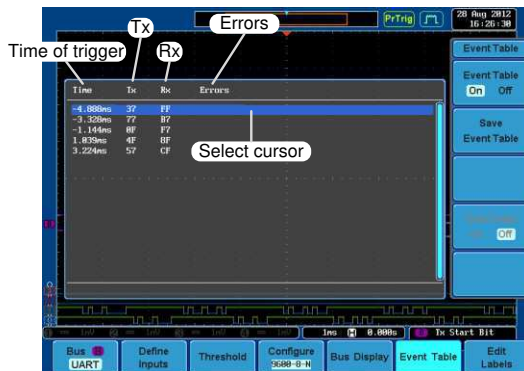 Tx
Errors
PrTrig
28 Aug 2012
16:26:30
Time of trigger
Rx
Event Table
Time Tx Rx Errors
Event Table
On Off
-4.888ms 37 FF
-3.328ms 77 B7
-1.144ms 0F F7
1.039ms 4F 8F
3.224ms 57 CF
Save
Event Table
Select cursor
Off
1ms H 0.000s Tx Start Bit
Bus B
UART
Define
Inputs
Threshold
Configure
9600-8-N
Bus Display
Event Table
Edit
Labels